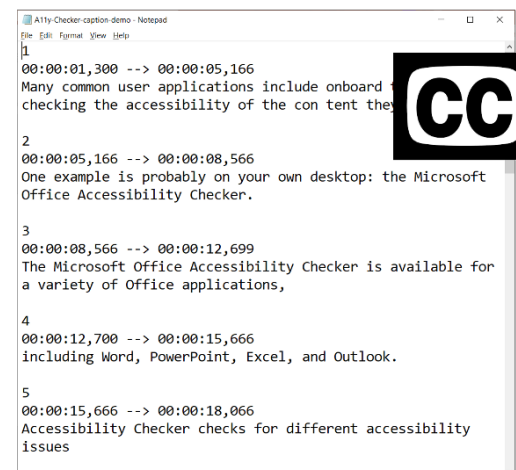 A11y-Checker-caption-demo - Notepad
File Edit Format View Help
1
00:00:01,300 --> 00:00:05,166
Many common user applications include onboard
checking the accessibility of the con tent they
CC
2
00:00:05,166 --> 00:00:08,566
One example is probably on your own desktop: the Microsoft
Office Accessibility Checker.
3
00:00:08,566 --> 00:00:12,699
The Microsoft Office Accessibility Checker is available for
a variety of Office applications,
4
00:00:12,700 --> 00:00:15,666
including Word, PowerPoint, Excel, and Outlook.
5
00:00:15,666 --> 00:00:18,066
Accessibility Checker checks for different accessibility
issues